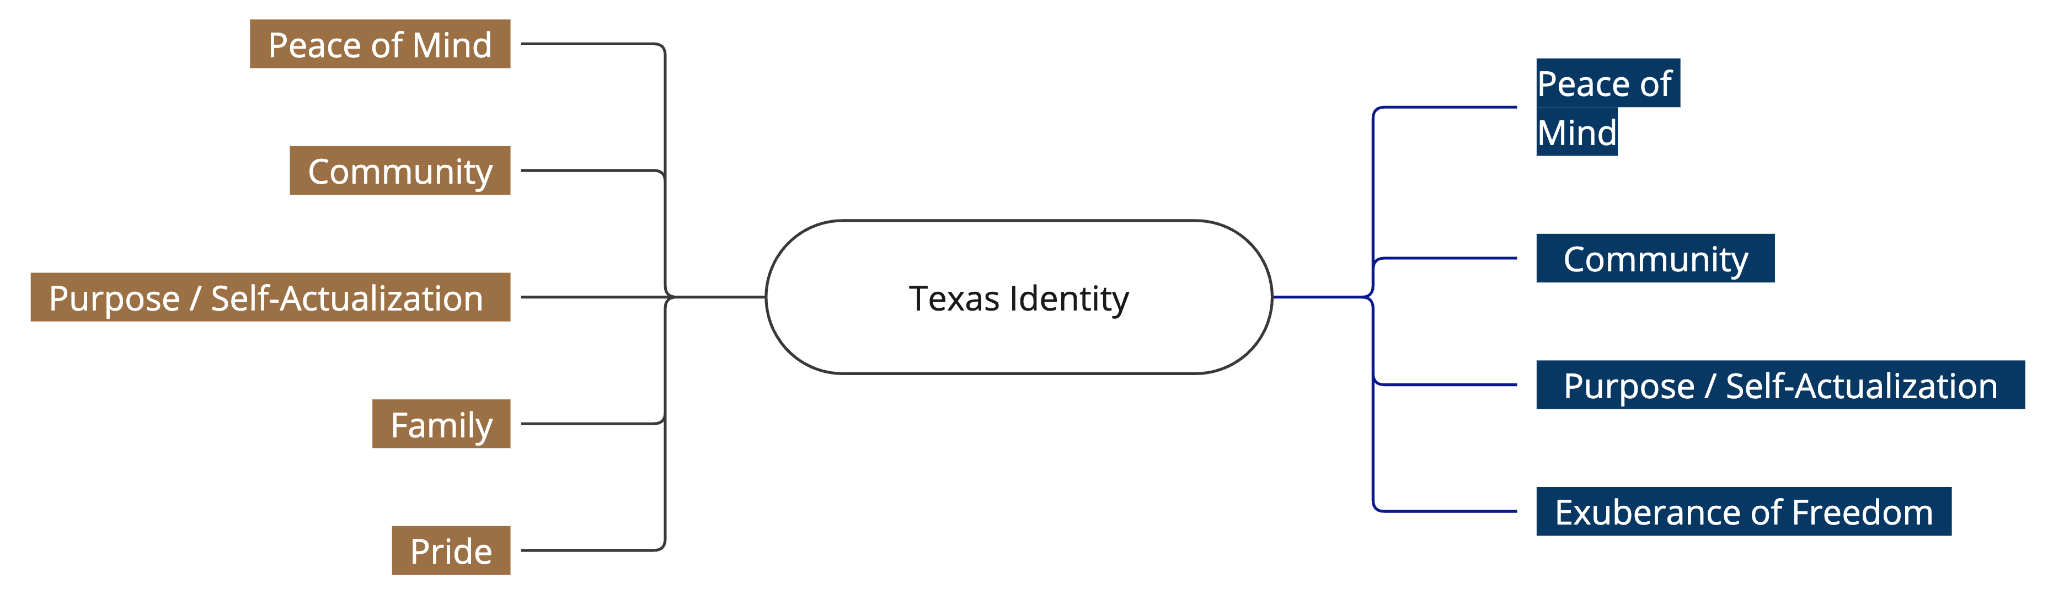 Peace of Mind
Community
Purpose / Self-Actualization
Family
Pride
Texas Identity
Peace of
Mind
Community
Purpose / Self-Actualization
Exuberance of Freedom